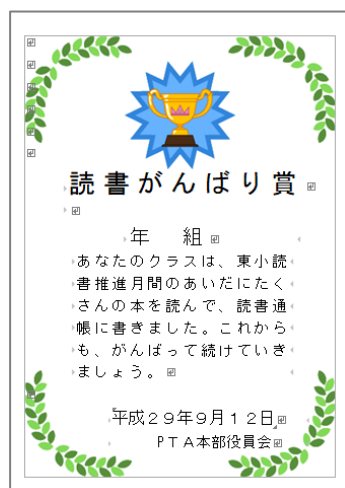 読書がんばり賞
年　組
あなたのクラスは、東小読
書推進月間のあいだにたく
さんの本を読んで、読書通
帳に書きました。これから
も、がんばって続けていき
ましょう。
平成２９年９月１２日
ＰＴＡ本部役員会